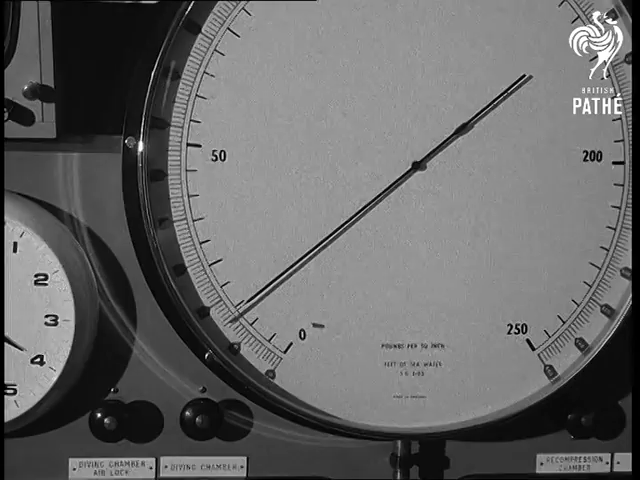 BRITISH
PATHÉ
50
200
1
2
3
4
5
0
250
POUNDS PER SQ INCH
FEET OF SEA WATER
DIVING CHAMBER
AIR LOCK
DIVING CHAMBER
RECOMPRESSION
CHAMBER